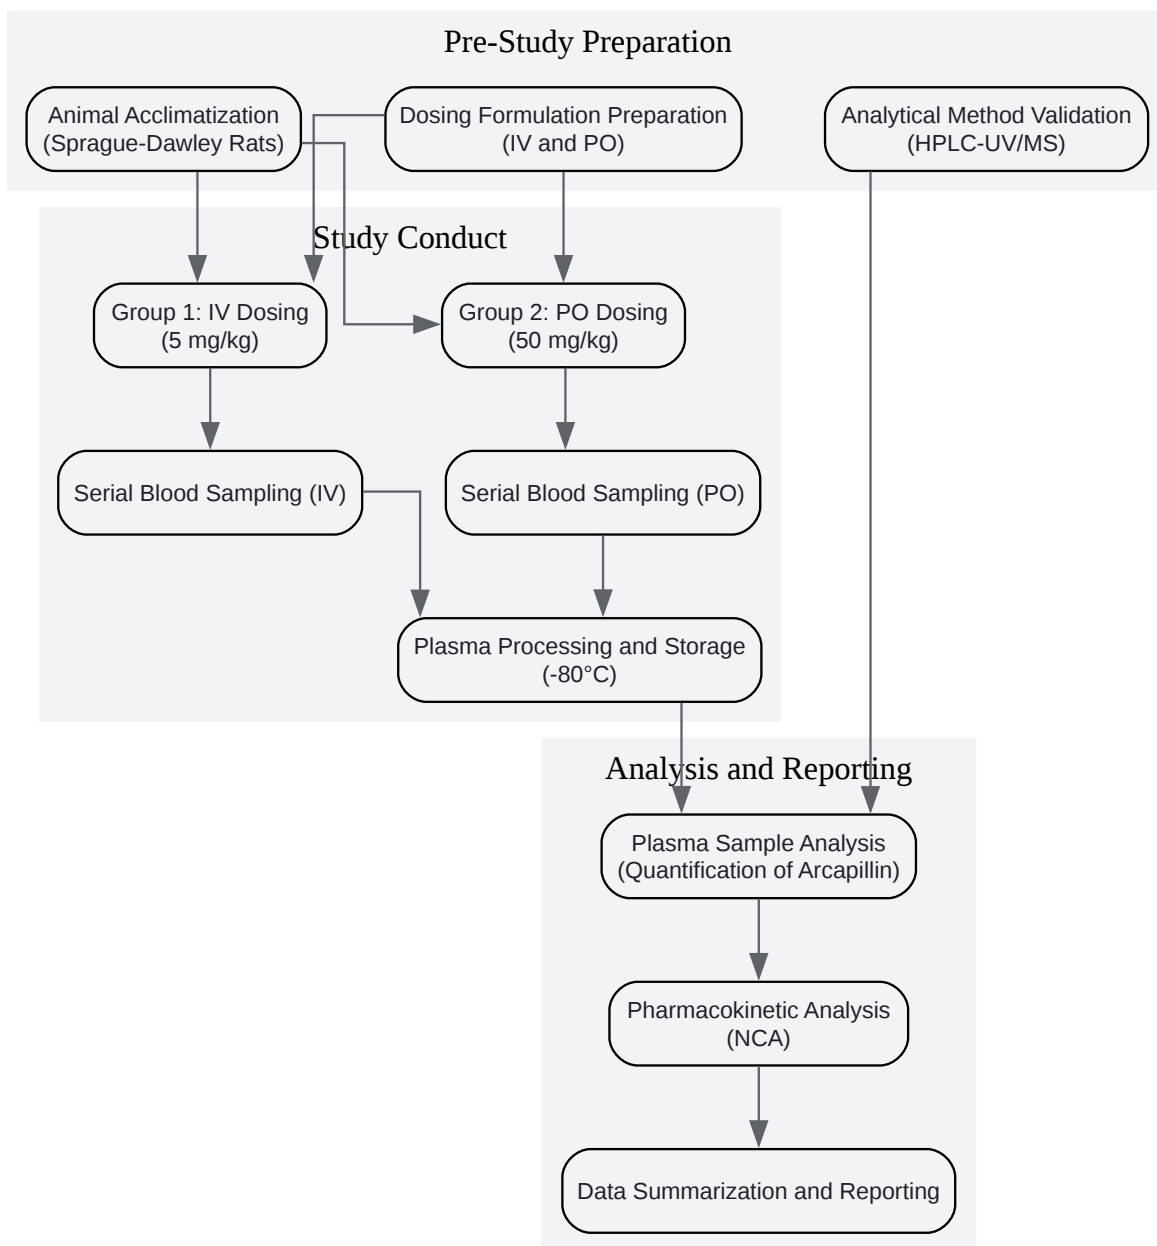 Pre-Study Preparation
Animal Acclimatization
(Sprague-Dawley Rats)
Dosing Formulation Preparation
(IV and PO)
Analytical Method Validation
(HPLC-UV/MS)
Study Conduct
Group 1: IV Dosing
(5 mg/kg)
Group 2: PO Dosing
(50 mg/kg)
Serial Blood Sampling (IV)
Serial Blood Sampling (PO)
Plasma Processing and Storage
(-80°C)
Analysis and Reporting
Plasma Sample Analysis
(Quantification of Arcapillin)
Pharmacokinetic Analysis
(NCA)
Data Summarization and Reporting